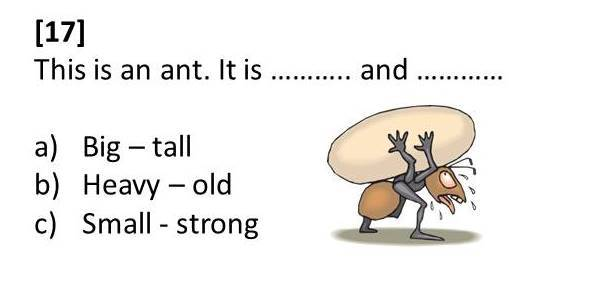 [17]
This is an ant. It is ........... and ............
a) Big – tall
b) Heavy – old
c) Small - strong